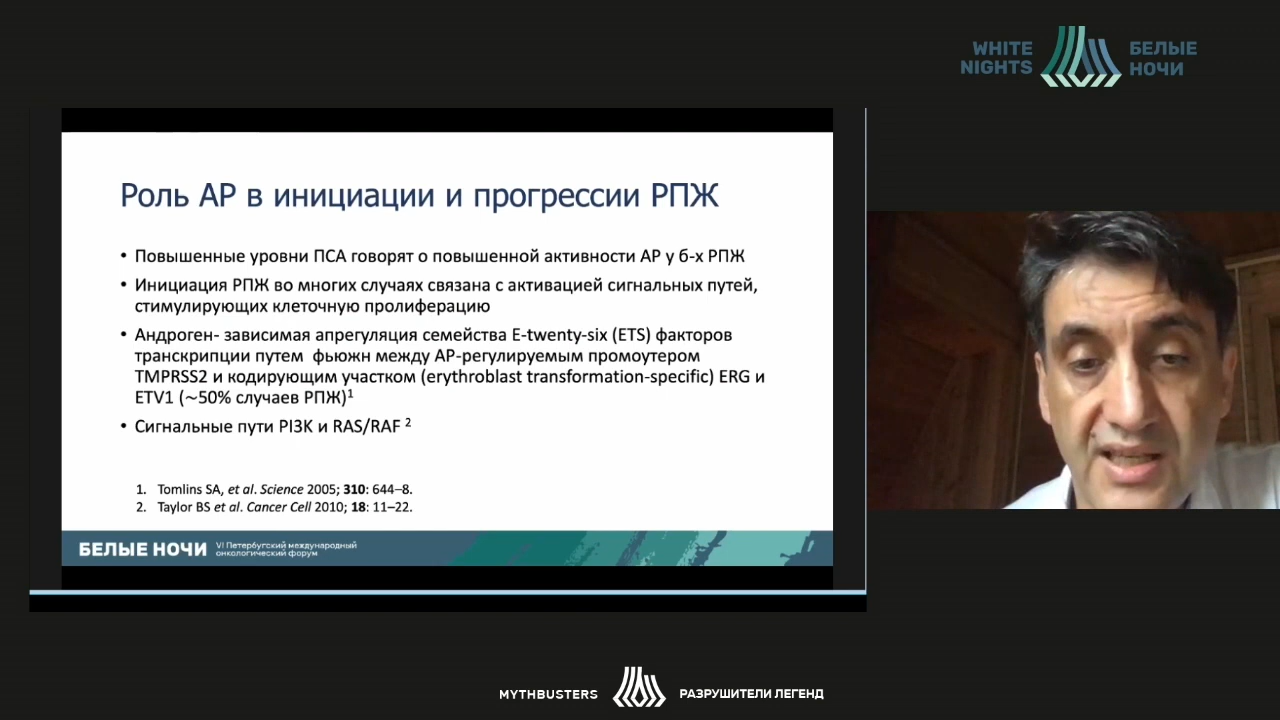 WHITE
NIGHTS
БЕЛЫЕ
НОЧИ
Роль АР в инициации и прогрессии РПЖ
• Повышенные уровни ПСА говорят о повышенной активности АР у б-х РПЖ
• Инициация РПЖ во многих случаях связана с активацией сигнальных путей,
стимулирующих клеточную пролиферацию
• Андроген- зависимая апрегуляция семейства E-twenty-six (ETS) факторов
транскрипции путем фьюжн между АР-регулируемым промоутером
TMPRSS2 и кодирующим участком (erythroblast transformation-specific) ERG и
ETV1 (~50% случаев РПЖ)¹
• Сигнальные пути PI3K и RAS/RAF ²
1. Tomlins SA, et al. Science 2005; 310: 644–8.
2. Taylor BS et al. Cancer Cell 2010; 18: 11–22.
БЕЛЫЕ НОЧИ
VI Петербургский международный
онкологический форум
MYTHBUSTERS
РАЗРУШИТЕЛИ ЛЕГЕНД